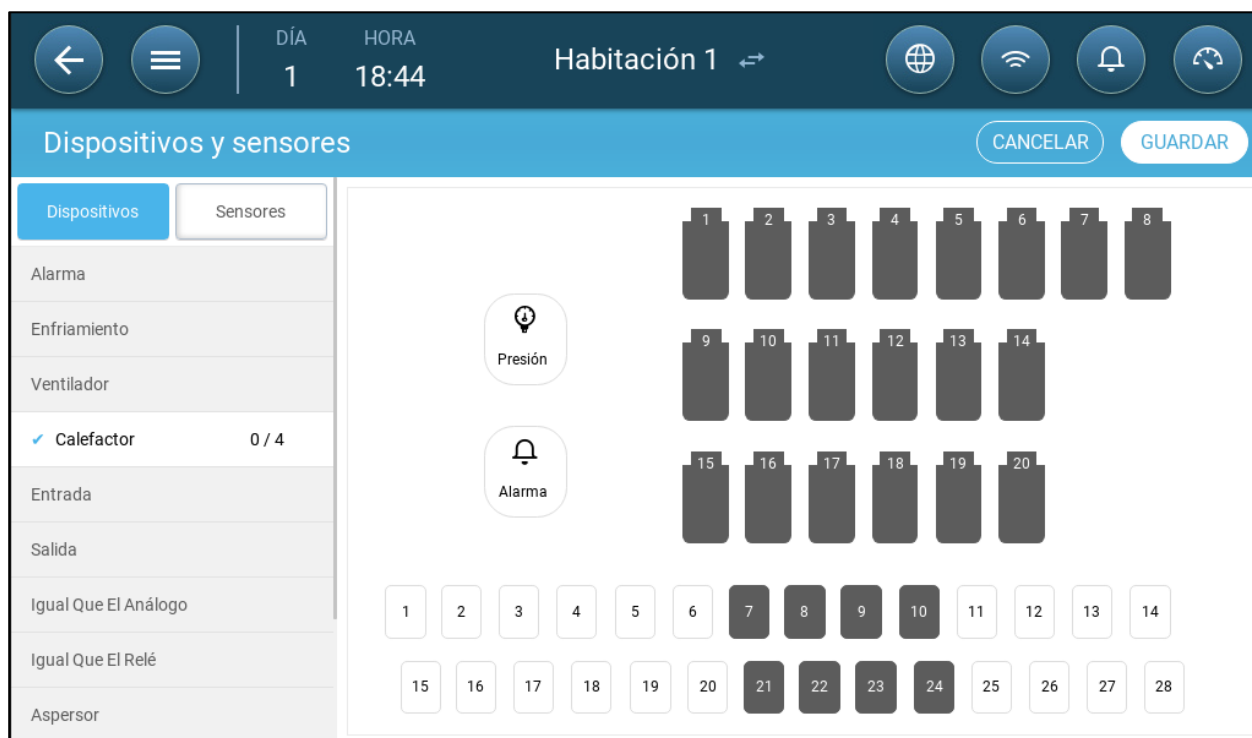 DÍA HORA
1 18:44
Habitación 1
Dispositivos y sensores
CANCELAR GUARDAR
Dispositivos Sensores
Alarma
Enfriamiento
Ventilador
Calefactor 0 / 4
Entrada
Salida
Igual Que El Análogo
Igual Que El Relé
Aspersor
Presión
Alarma
1 2 3 4 5 6 7 8
9 10 11 12 13 14
15 16 17 18 19 20
1 2 3 4 5 6 7 8 9 10 11 12 13 14
15 16 17 18 19 20 21 22 23 24 25 26 27 28